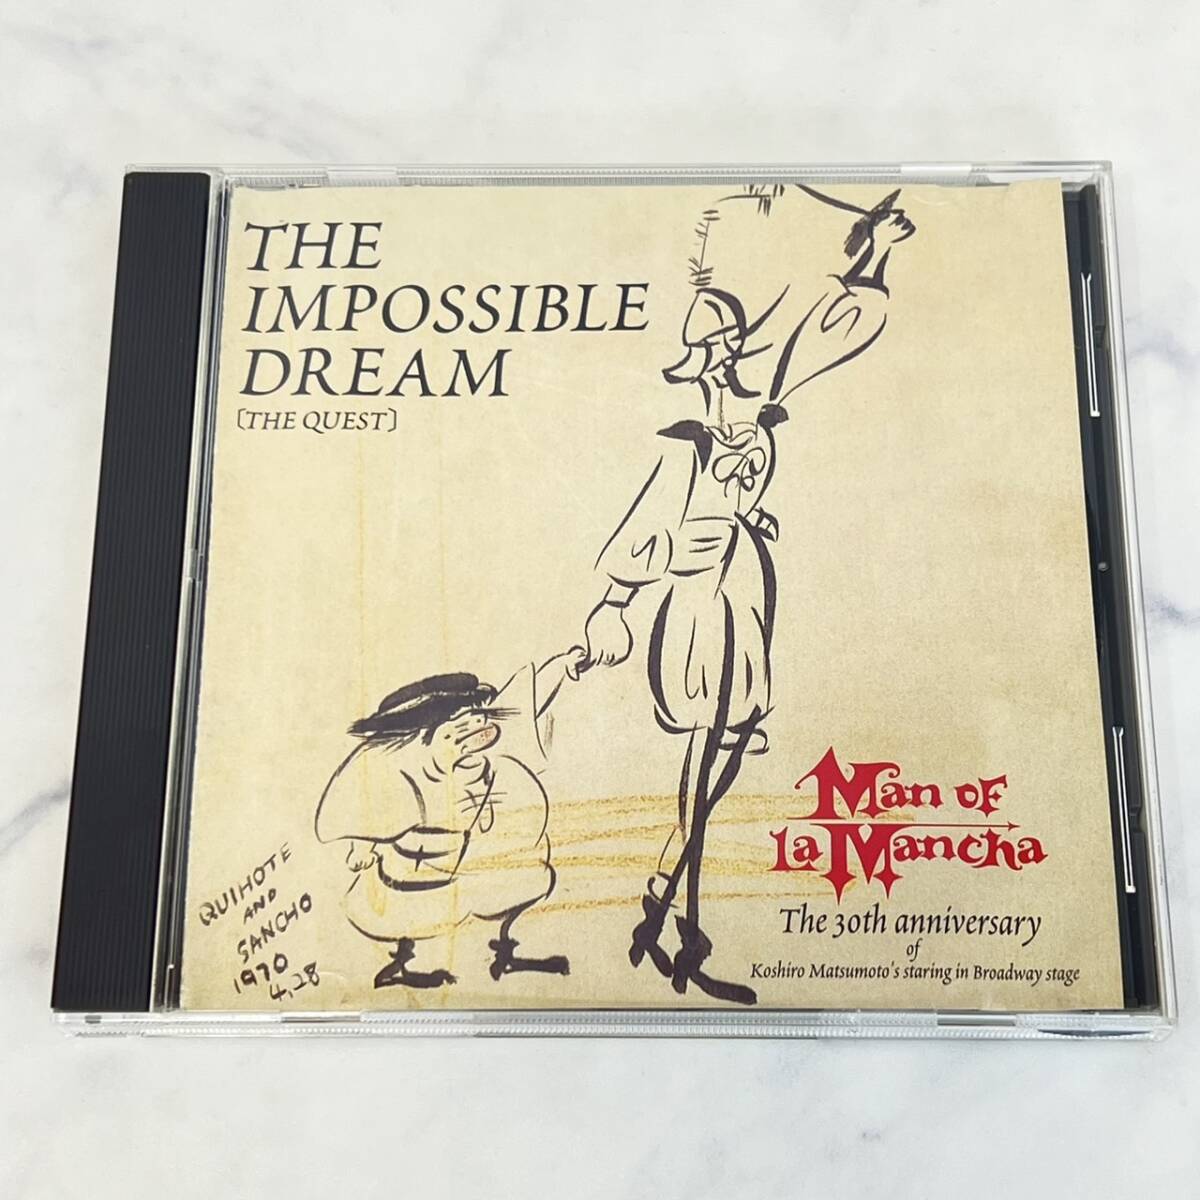 THE
IMPOSSIBLE
DREAM
[THE QUEST]
QUIHOTE
AND
SANCHO
1970
4,28
Man of
la Mancha
The 30th anniversary
of
Koshiro Matsumoto's staring in Broadway stage